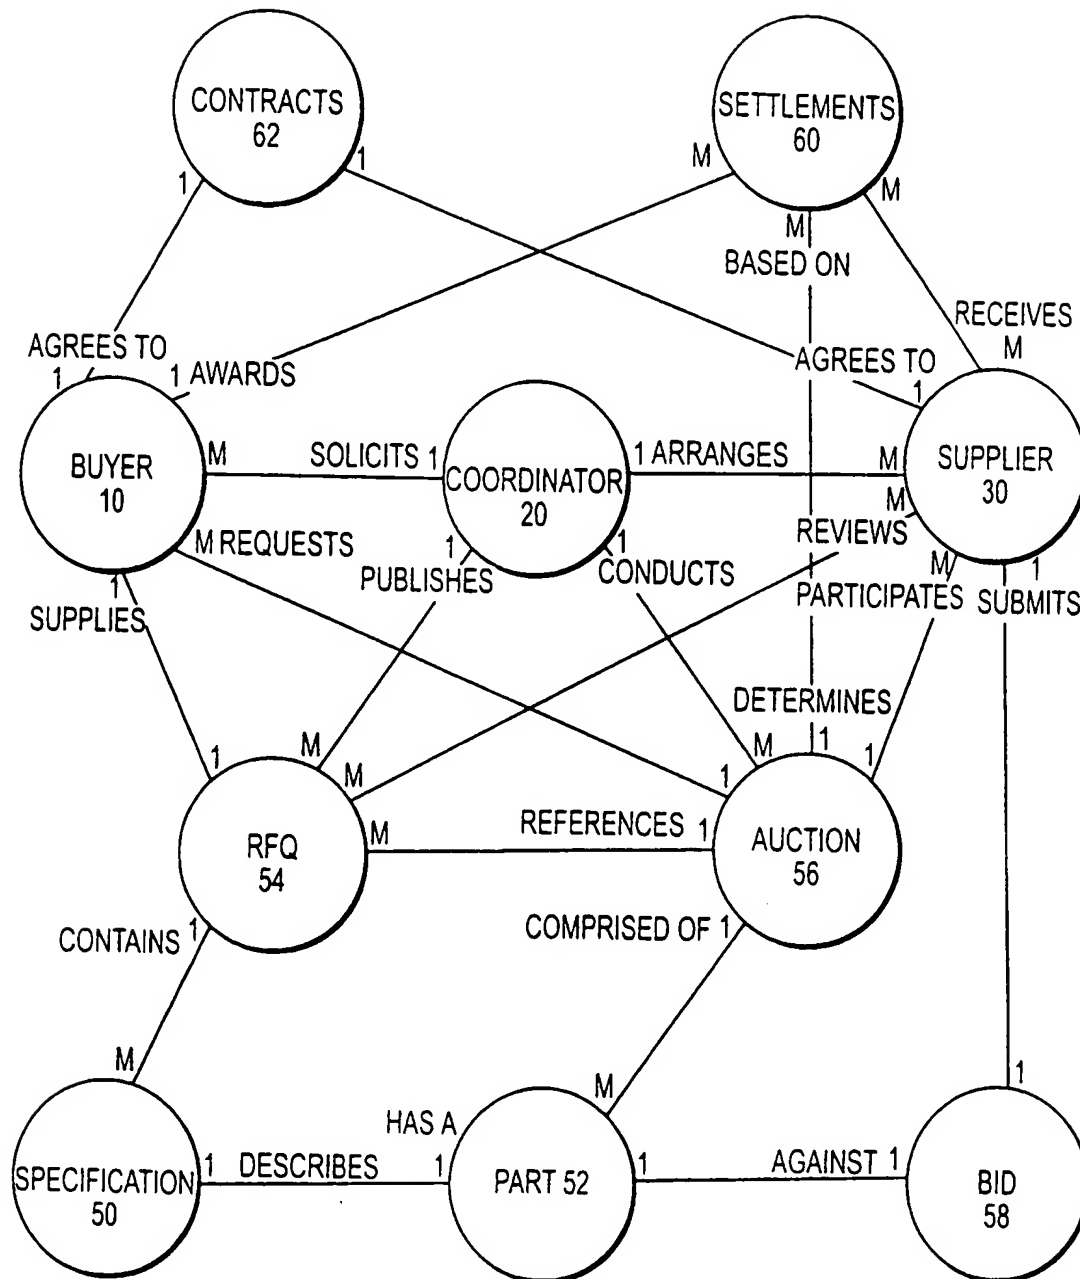 CONTRACTS
62
SETTLEMENTS
60
1
1
M
M
M
BASED ON
RECEIVES
M
AGREES TO
1
1 AWARDS
AGREES TO
1
BUYER
10
M
SOLICITS 1
COORDINATOR
20
1 ARRANGES
M
SUPPLIER
30
M
REVIEWS
M REQUESTS
1
PUBLISHES
1
CONDUCTS
M
PARTICIPATES
1
SUBMITS
1
SUPPLIES
DETERMINES
1
M
M
1
M
1
1
RFQ
54
M
REFERENCES 1
AUCTION
56
CONTAINS 1
COMPRISED OF 1
M
M
1
HAS A
SPECIFICATION
50
1 DESCRIBES
1
PART 52
1
AGAINST 1
BID
58